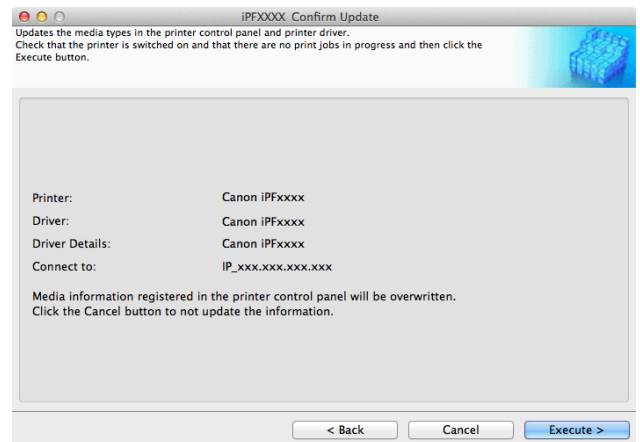 iPFXXXX Confirm Update
Updates the media types in the printer control panel and printer driver.
Check that the printer is switched on and that there are no print jobs in progress and then click the
Execute button.
Printer: Canon iPFxxxx
Driver: Canon iPFxxxx
Driver Details: Canon iPFxxxx
Connect to: IP_xxx.xxx.xxx.xxx
Media information registered in the printer control panel will be overwritten.
Click the Cancel button to not update the information.
< Back Cancel Execute >